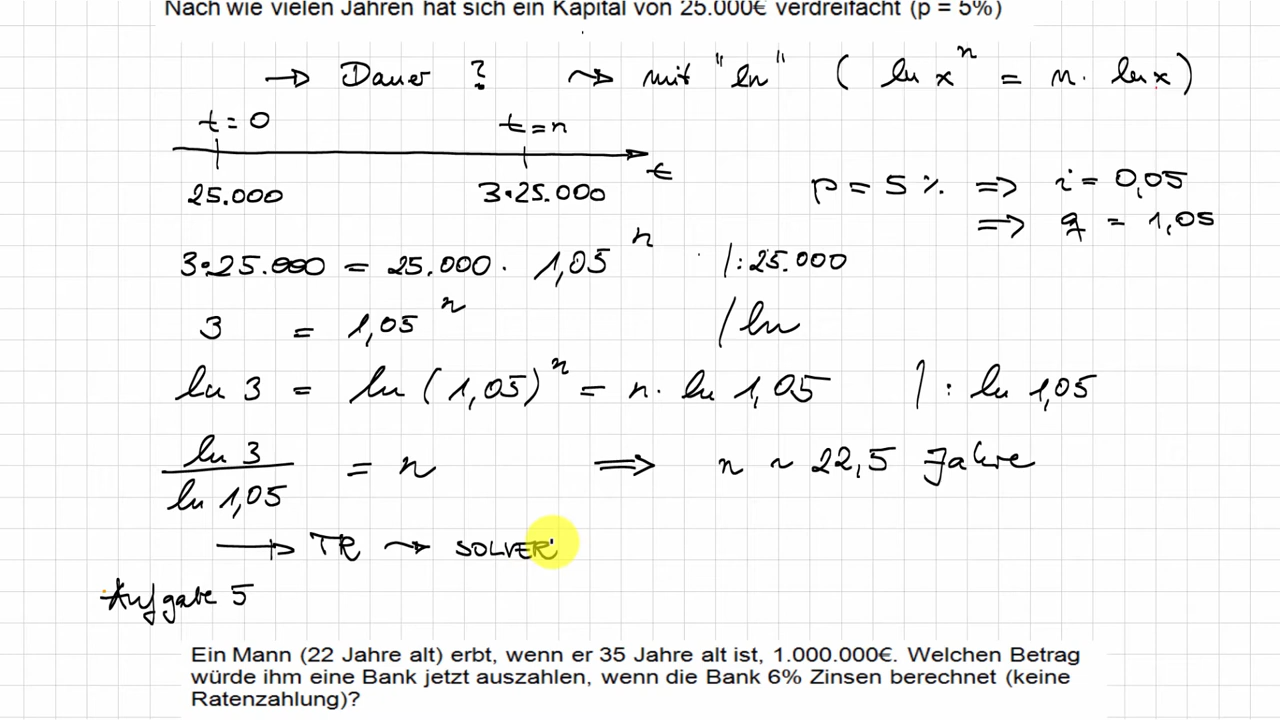 Nach wie vielen Jahren hat sich ein Kapital von 25.000€ verdreifacht (p = 5%)
→ Dauer ? ⤳ mit "ln" ( ln xⁿ = n · ln x )
t = 0 t = n
t
25.000 3·25.000
p = 5 % ⇒ i = 0,05
⇒ q = 1,05
3·25.000 = 25.000 · 1,05ⁿ | : 25.000
3 = 1,05ⁿ | ln
ln 3 = ln (1,05)ⁿ = n · ln 1,05 | : ln 1,05
ln 3 / ln 1,05 = n ⇒ n ~ 22,5 Jahre
→ TR ⤳ SOLVER
Aufgabe 5
Ein Mann (22 Jahre alt) erbt, wenn er 35 Jahre alt ist, 1.000.000€. Welchen Betrag
würde ihm eine Bank jetzt auszahlen, wenn die Bank 6% Zinsen berechnet (keine
Ratenzahlung)?